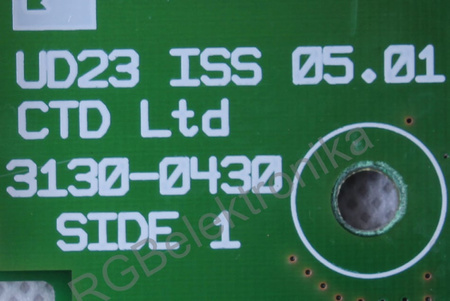 UD23 ISS 05.01
CTD Ltd
3130-0430
SIDE 1
RGBelektronika